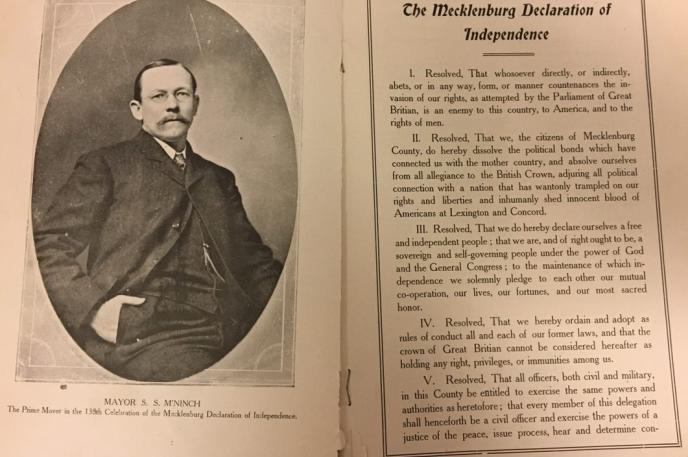 MAYOR S. S. M'NINCH
The Prime Mover in the 135th Celebration of the Mecklenburg Declaration of Independence.
The Mecklenburg Declaration of
Independence
I. Resolved, That whosoever directly, or indirectly,
abets, or in any way, form, or manner countenances the in-
vasion of our rights, as attempted by the Parliament of Great
Britian, is an enemy to this country, to America, and to the
rights of men.
II. Resolved, That we, the citizens of Mecklenburg
County, do hereby dissolve the political bonds which have
connected us with the mother country, and absolve ourselves
from all allegiance to the British Crown, adjuring all political
connection with a nation that has wantonly trampled on our
rights and liberties and inhumanly shed innocent blood of
Americans at Lexington and Concord.
III. Resolved, That we do hereby declare ourselves a free
and independent people; that we are, and of right ought to be, a
sovereign and self-governing people under the power of God
and the General Congress; to the maintenance of which in-
dependence we solemnly pledge to each other our mutual
co-operation, our lives, our fortunes, and our most sacred
honor.
IV. Resolved, That we hereby ordain and adopt as
rules of conduct all and each of our former laws, and that the
crown of Great Britian cannot be considered hereafter as
holding any right, privileges, or immunities among us.
V. Resolved, That all officers, both civil and military,
in this County be entitled to exercise the same powers and
authorities as heretofore; that every member of this delegation
shall henceforth be a civil officer and exercise the powers of a
justice of the peace, issue process, hear and determine con-